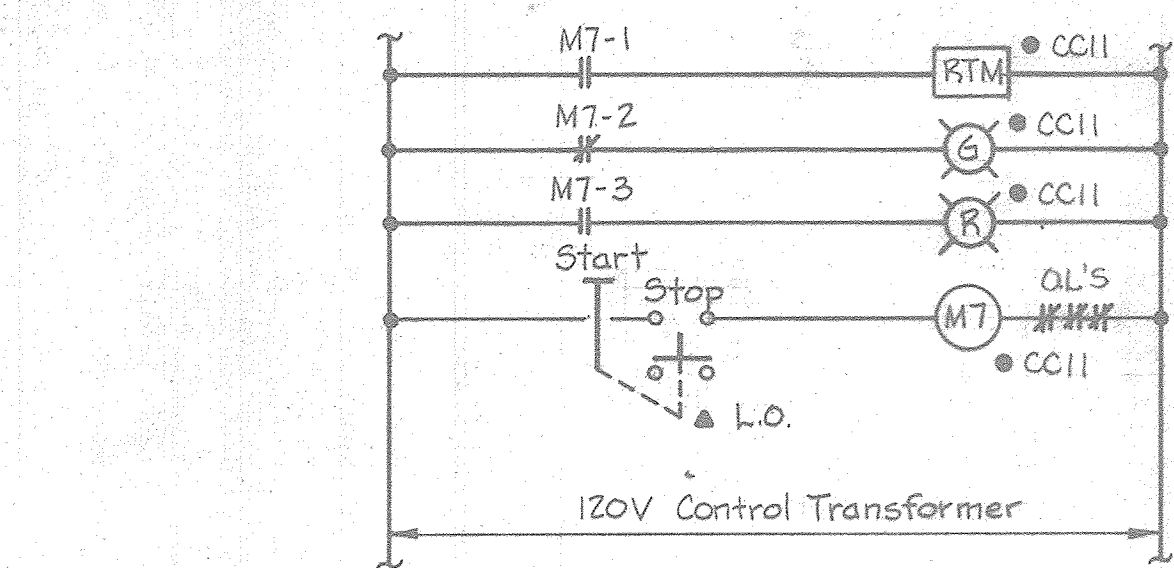 M7-1
CC11
RTM
M7-2
CC11
G
M7-3
CC11
R
Start
Stop
OL'S
M7
CC11
L.O.
120V Control Transformer